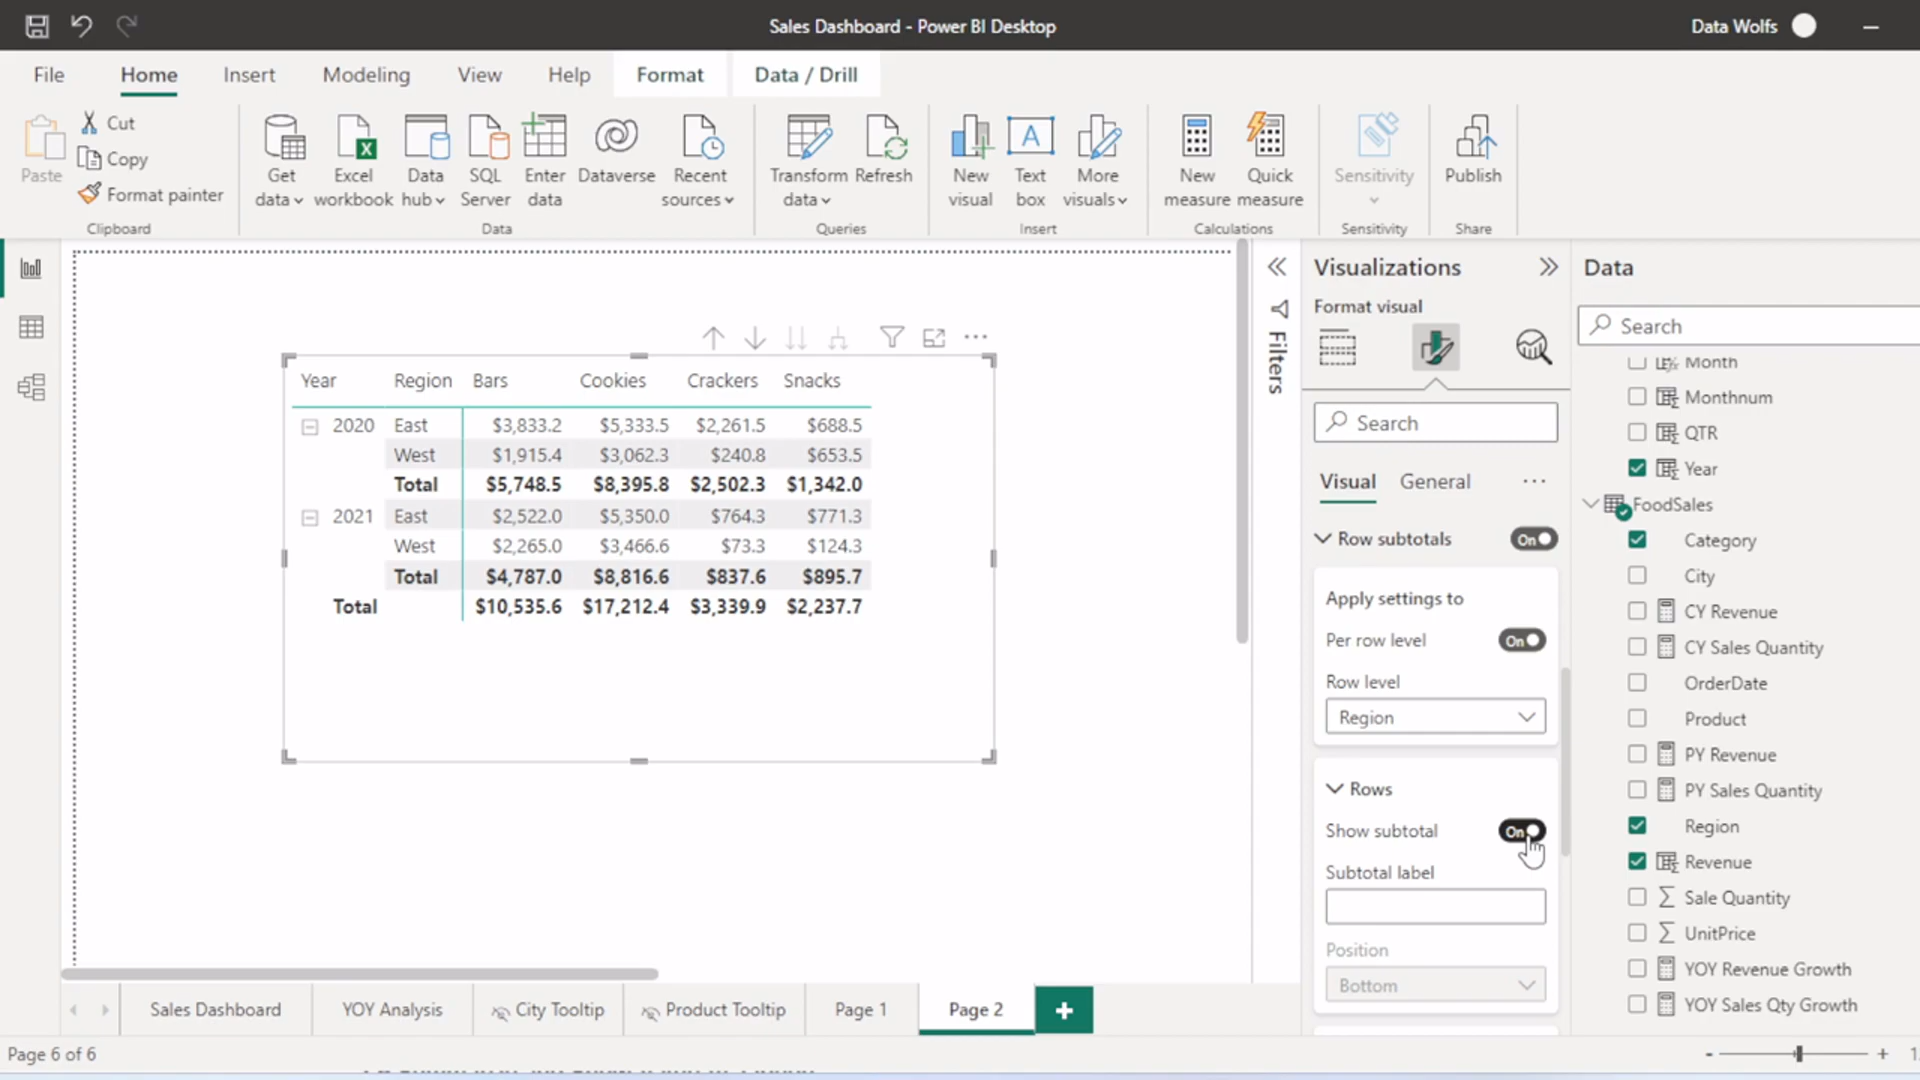 Sales Dashboard - Power BI Desktop
Data Wolfs
File Home Insert Modeling View Help Format Data / Drill
Paste
Cut
Copy
Format painter
Clipboard
Get data
Excel workbook
Data hub
SQL Server
Enter data
Dataverse
Recent sources
Data
Transform data
Refresh
Queries
New visual
Text box
More visuals
Insert
New measure
Quick measure
Calculations
Sensitivity
Sensitivity
Publish
Share
Year Region Bars Cookies Crackers Snacks
2020 East $3,833.2 $5,333.5 $2,261.5 $688.5
West $1,915.4 $3,062.3 $240.8 $653.5
Total $5,748.5 $8,395.8 $2,502.3 $1,342.0
2021 East $2,522.0 $5,350.0 $764.3 $771.3
West $2,265.0 $3,466.6 $73.3 $124.3
Total $4,787.0 $8,816.6 $837.6 $895.7
Total $10,535.6 $17,212.4 $3,339.9 $2,237.7
Filters
Visualizations
Format visual
Search
Visual General
Row subtotals On
Apply settings to
Per row level On
Row level
Region
Rows
Show subtotal On
Subtotal label
Position
Bottom
Data
Search
Month
Monthnum
QTR
Year
FoodSales
Category
City
CY Revenue
CY Sales Quantity
OrderDate
Product
PY Revenue
PY Sales Quantity
Region
Revenue
Sale Quantity
UnitPrice
YOY Revenue Growth
YOY Sales Qty Growth
Sales Dashboard YOY Analysis City Tooltip Product Tooltip Page 1 Page 2 +
Page 6 of 6
- +